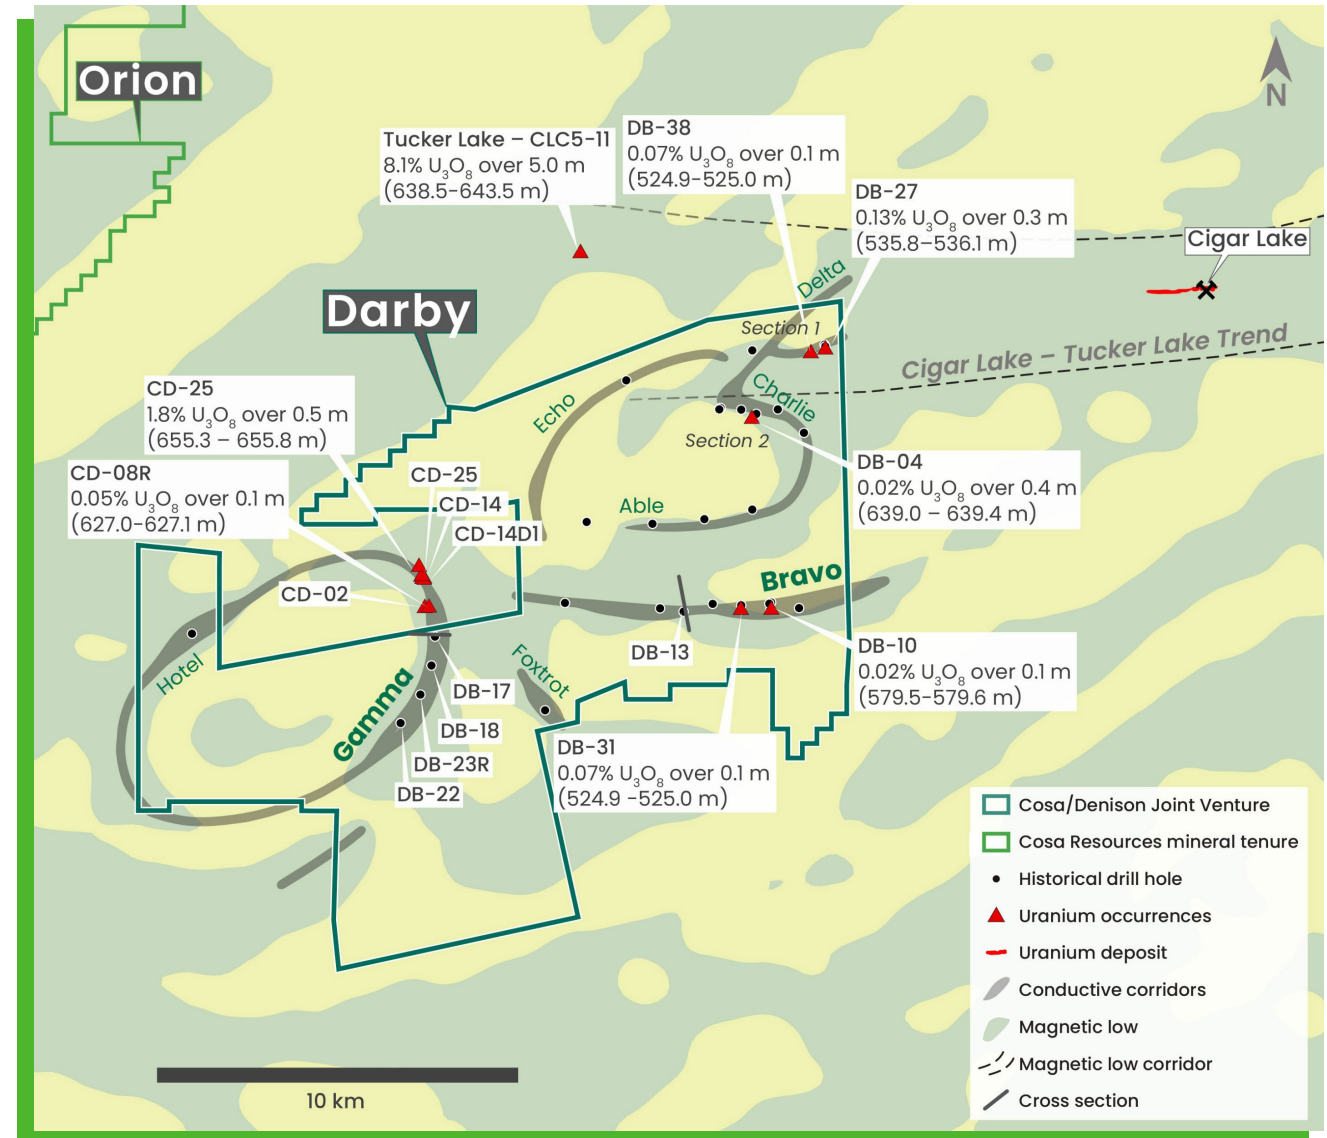 Orion
N
Tucker Lake – CLC5-11
8.1% U₃O₈ over 5.0 m
(638.5-643.5 m)
DB-38
0.07% U₃O₈ over 0.1 m
(524.9-525.0 m)
DB-27
0.13% U₃O₈ over 0.3 m
(535.8–536.1 m)
Cigar Lake
Darby
Delta
Section 1
Cigar Lake – Tucker Lake Trend
CD-25
1.8% U₃O₈ over 0.5 m
(655.3 – 655.8 m)
Echo
Charlie
Section 2
CD-08R
0.05% U₃O₈ over 0.1 m
(627.0-627.1 m)
CD-25
CD-14
CD-14D1
Able
DB-04
0.02% U₃O₈ over 0.4 m
(639.0 – 639.4 m)
CD-02
Bravo
DB-13
DB-10
0.02% U₃O₈ over 0.1 m
(579.5-579.6 m)
Hotel
Foxtrot
Gamma
DB-17
DB-18
DB-23R
DB-22
DB-31
0.07% U₃O₈ over 0.1 m
(524.9 -525.0 m)
Cosa/Denison Joint Venture
Cosa Resources mineral tenure
Historical drill hole
Uranium occurrences
Uranium deposit
Conductive corridors
Magnetic low
Magnetic low corridor
Cross section
10 km